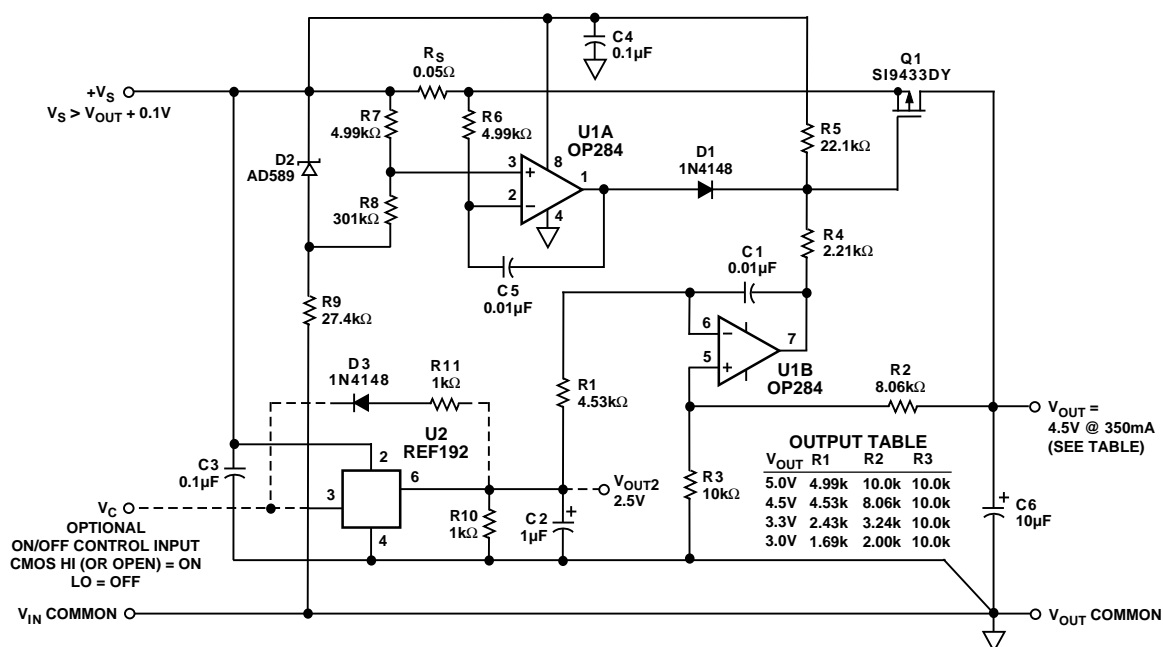 C4
0.1µF
RS
0.05Ω
Q1
SI9433DY
+VS
VS > VOUT + 0.1V
R7
4.99kΩ
R6
4.99kΩ
U1A
OP284
R5
22.1kΩ
D1
1N4148
D2
AD589
3
+
8
1
2
–
4
R8
301kΩ
R4
2.21kΩ
C5
0.01µF
C1
0.01µF
R9
27.4kΩ
6
–
7
5
+
U1B
OP284
D3
1N4148
R11
1kΩ
R1
4.53kΩ
R2
8.06kΩ
U2
REF192
VOUT =
4.5V @ 350mA
(SEE TABLE)
C3
0.1µF
2
6
3
4
VOUT2
2.5V
R3
10kΩ
OUTPUT TABLE
VOUT R1 R2 R3
5.0V 4.99k 10.0k 10.0k
4.5V 4.53k 8.06k 10.0k
3.3V 2.43k 3.24k 10.0k
3.0V 1.69k 2.00k 10.0k
+
C6
10µF
VC
OPTIONAL
ON/OFF CONTROL INPUT
CMOS HI (OR OPEN) = ON
LO = OFF
R10
1kΩ
C2
1µF
+
VIN COMMON
VOUT COMMON